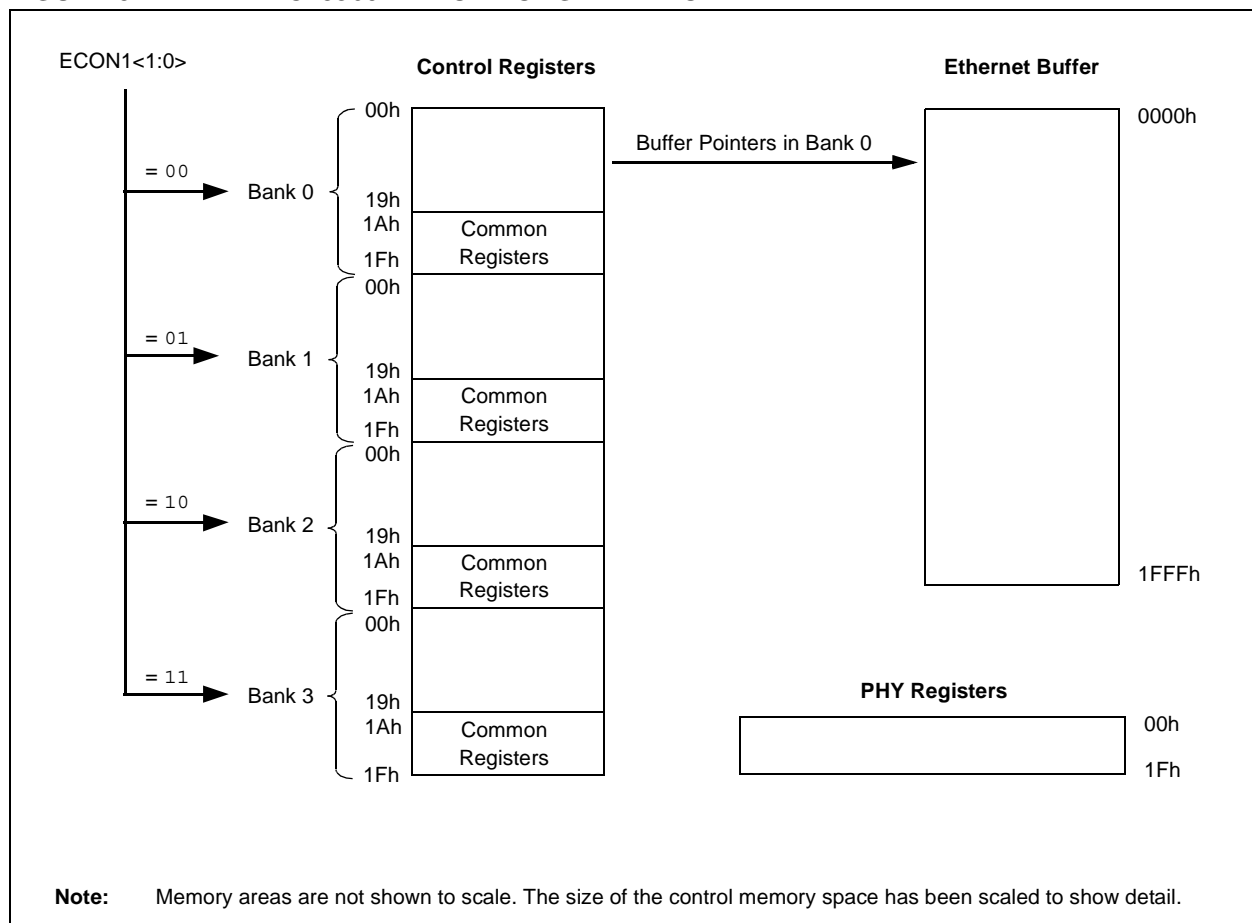 ECON1<1:0>
Control Registers
Ethernet Buffer
00h
0000h
Buffer Pointers in Bank 0
= 00
Bank 0
19h
1Ah
Common
Registers
1Fh
00h
= 01
Bank 1
19h
1Ah
Common
Registers
1Fh
00h
= 10
Bank 2
19h
1Ah
Common
Registers
1Fh
1FFFh
00h
= 11
Bank 3
PHY Registers
19h
1Ah
Common
Registers
1Fh
00h
1Fh
Note: Memory areas are not shown to scale. The size of the control memory space has been scaled to show detail.